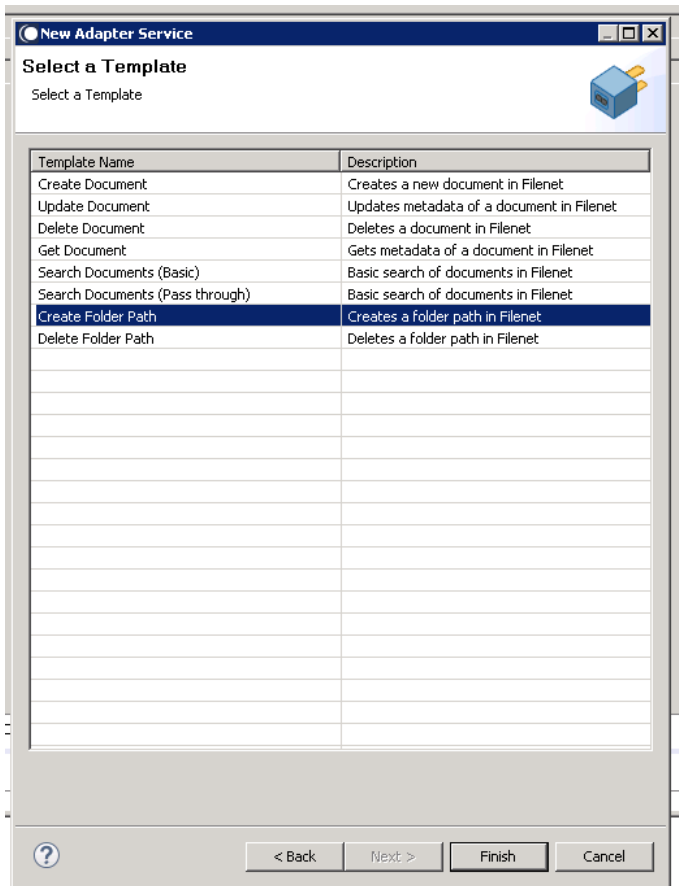 New Adapter Service
Select a Template
Select a Template
Template Name Description
Create Document Creates a new document in Filenet
Update Document Updates metadata of a document in Filenet
Delete Document Deletes a document in Filenet
Get Document Gets metadata of a document in Filenet
Search Documents (Basic) Basic search of documents in Filenet
Search Documents (Pass through) Basic search of documents in Filenet
Create Folder Path Creates a folder path in Filenet
Delete Folder Path Deletes a folder path in Filenet
? < Back Next > Finish Cancel